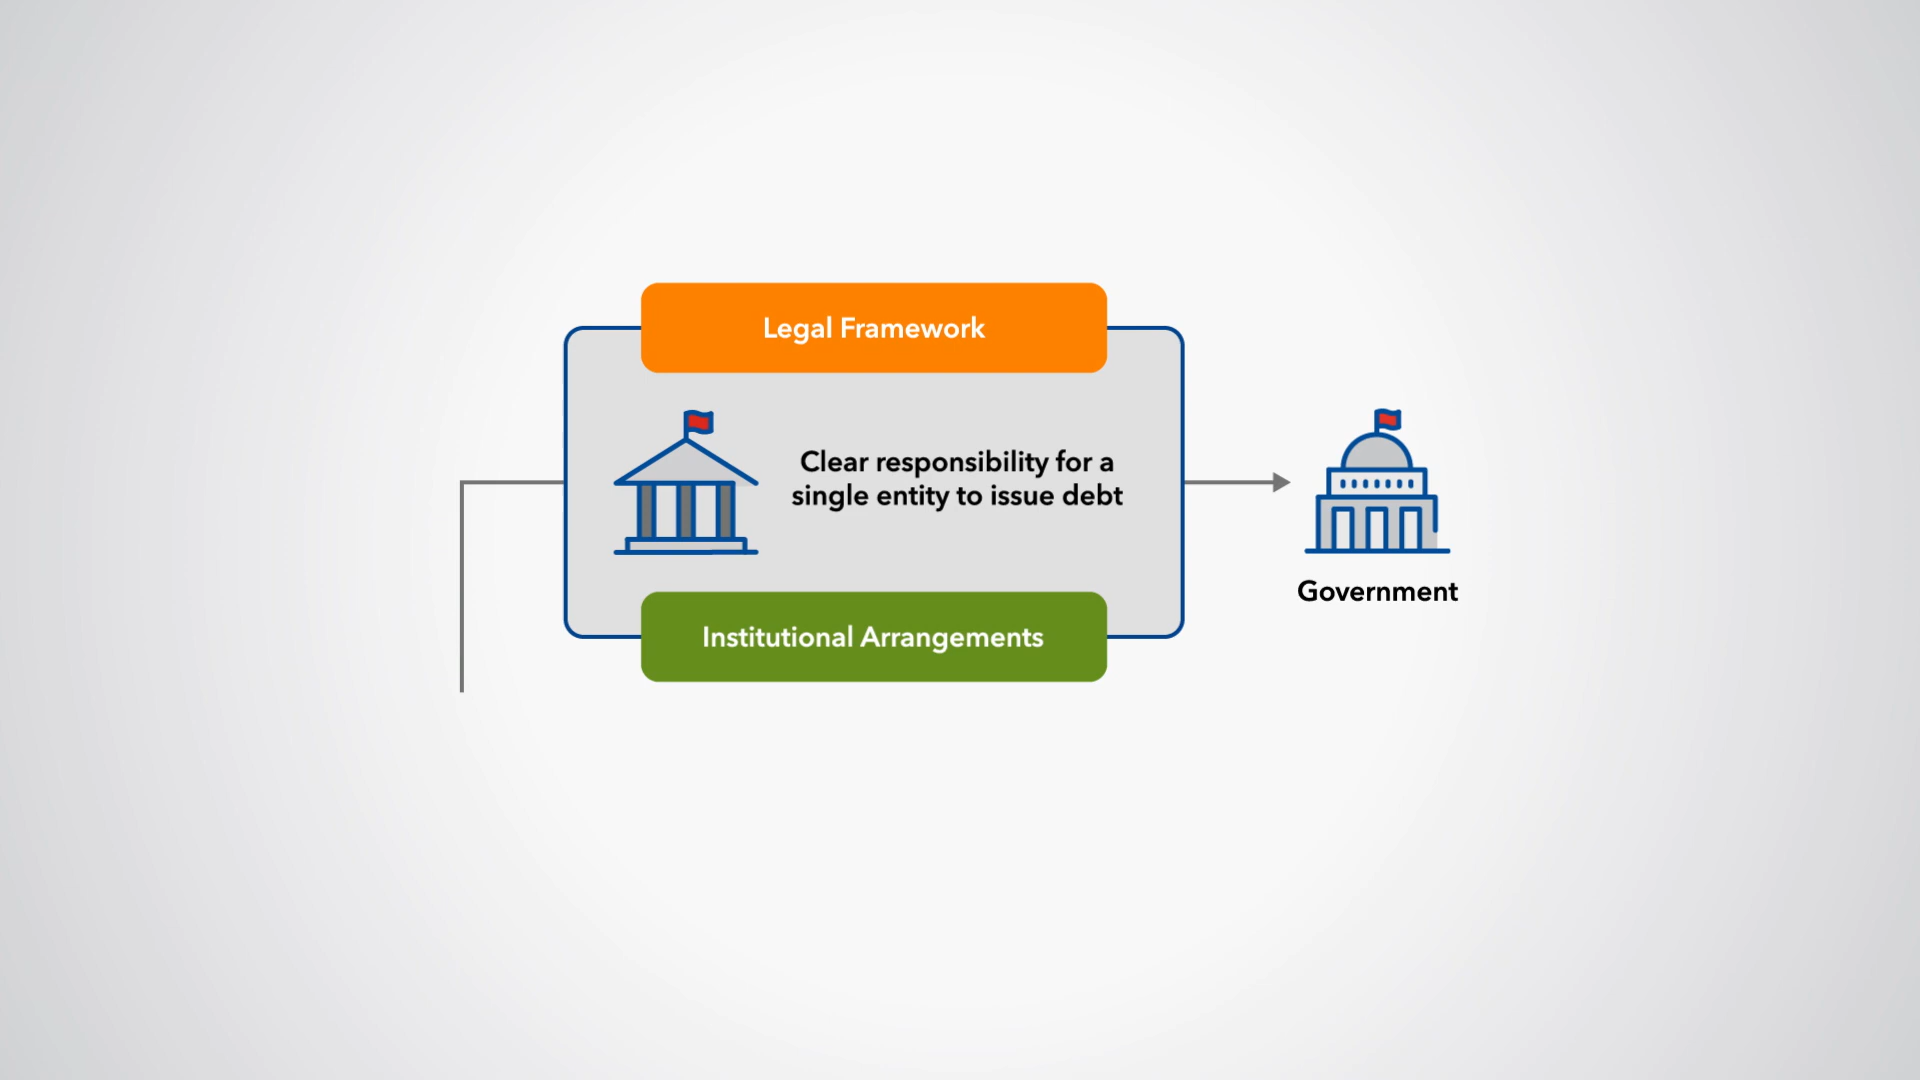 Legal Framework
Clear responsibility for a
single entity to issue debt
Institutional Arrangements
Government